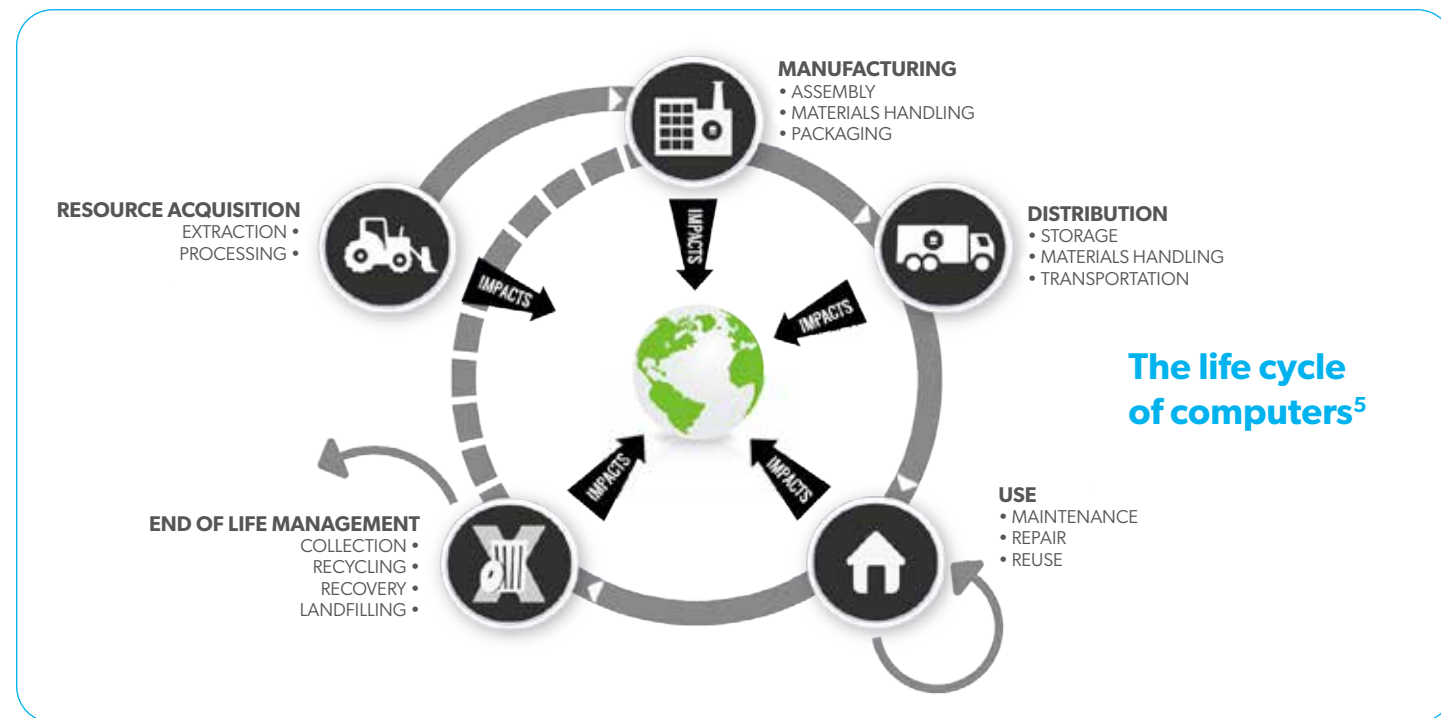 MANUFACTURING
• ASSEMBLY
• MATERIALS HANDLING
• PACKAGING
RESOURCE ACQUISITION
EXTRACTION •
PROCESSING •
DISTRIBUTION
• STORAGE
• MATERIALS HANDLING
• TRANSPORTATION
IMPACTS
IMPACTS
IMPACTS
The life cycle
of computers⁵
IMPACTS
IMPACTS
USE
• MAINTENANCE
• REPAIR
• REUSE
END OF LIFE MANAGEMENT
COLLECTION •
RECYCLING •
RECOVERY •
LANDFILLING •